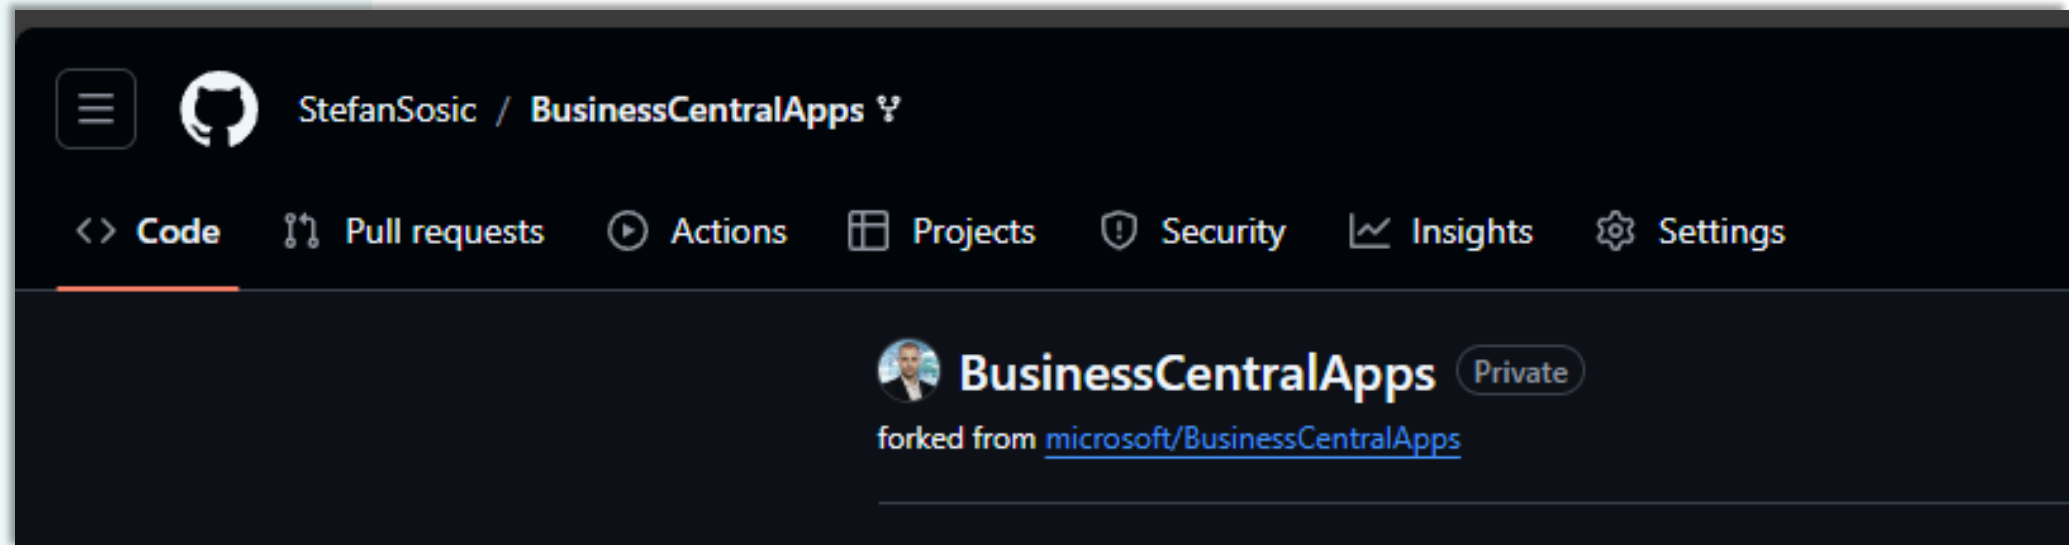 StefanSosic / BusinessCentralApps
Code Pull requests Actions Projects Security Insights Settings
BusinessCentralApps Private
forked from microsoft/BusinessCentralApps